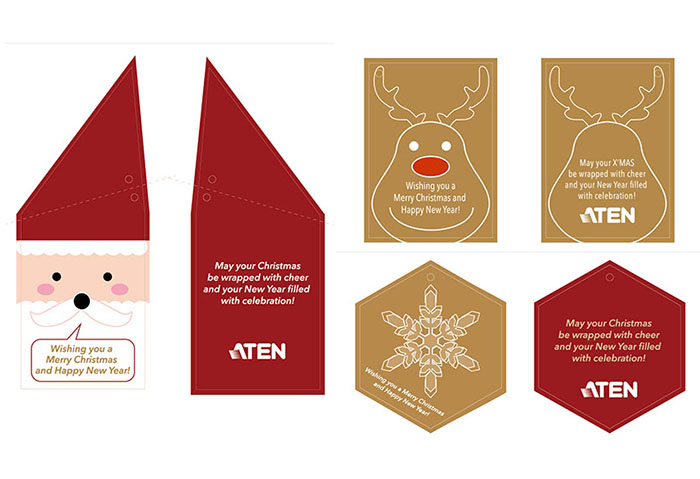 Wishing you a
Merry Christmas
and Happy New Year!
May your Christmas
be wrapped with cheer
and your New Year filled
with celebration!
ATEN
Wishing you a
Merry Christmas and
Happy New Year!
May your X'MAS
be wrapped with cheer
and your New Year filled
with celebration!
ATEN
Wishing you a Merry Christmas
and Happy New Year!
May your Christmas
be wrapped with cheer
and your New Year filled
with celebration!
ATEN